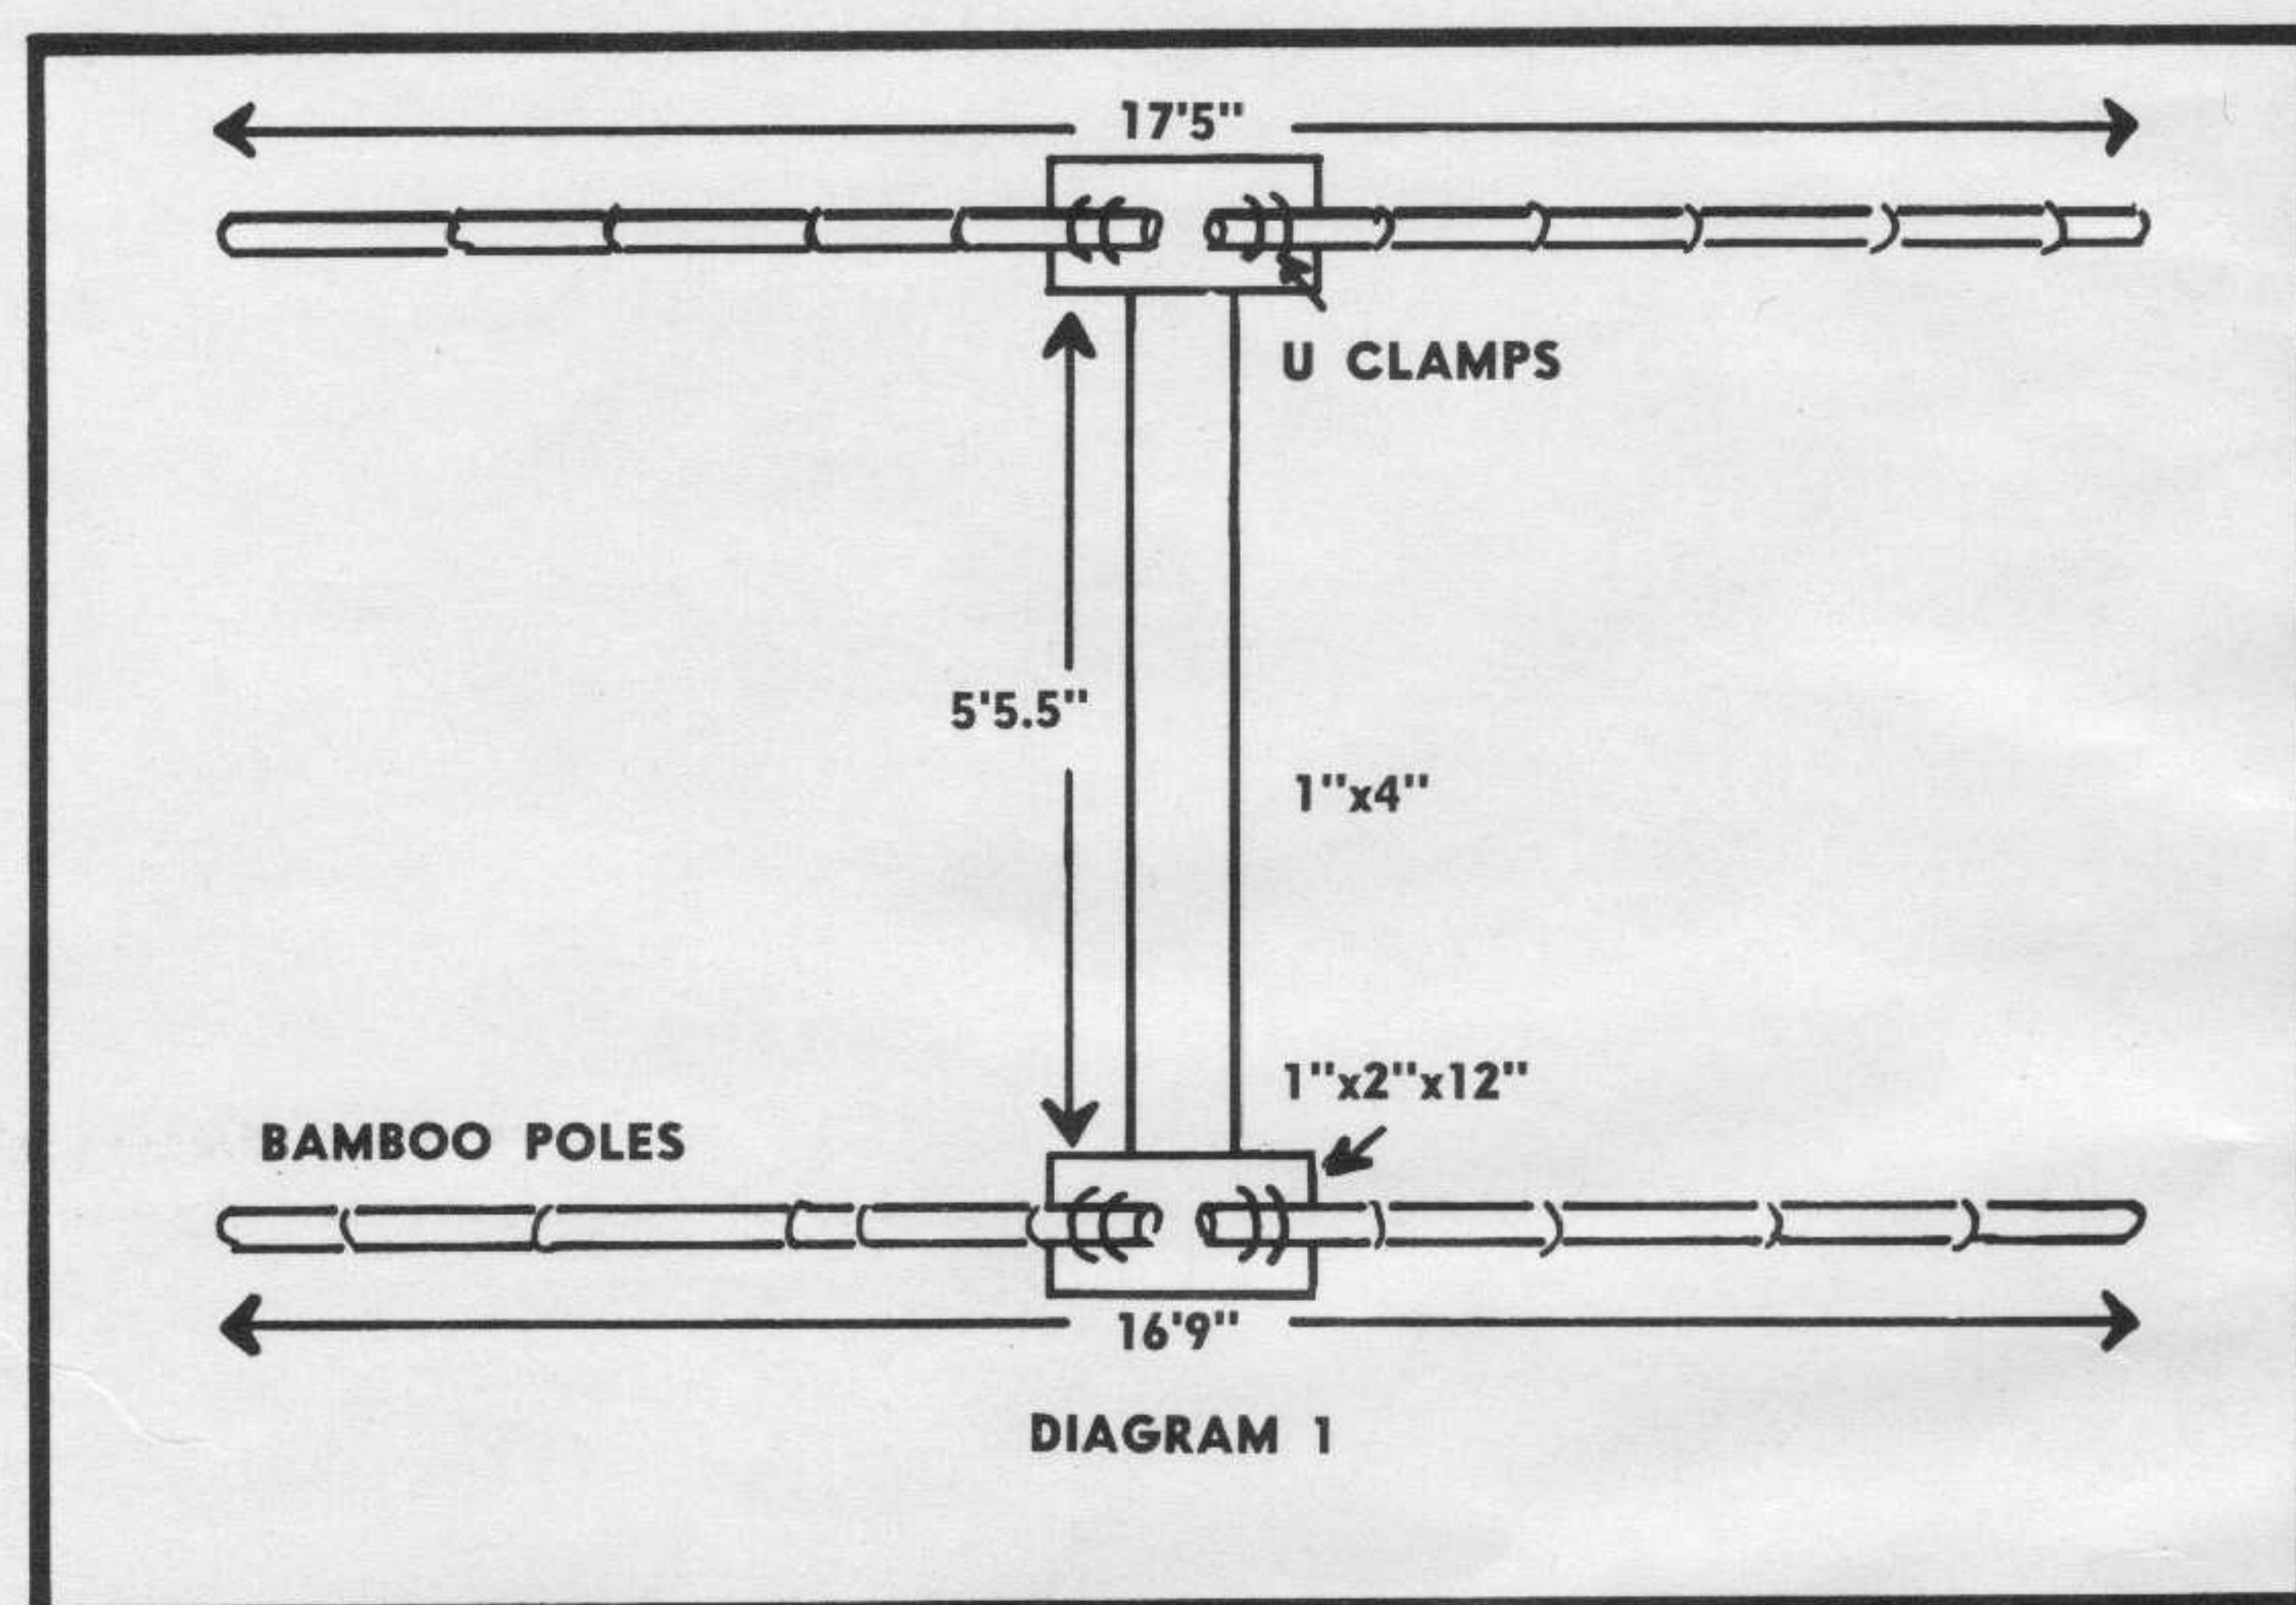 17'5"
U CLAMPS
5'5.5"
1"x4"
1"x2"x12"
BAMBOO POLES
16'9"
DIAGRAM 1